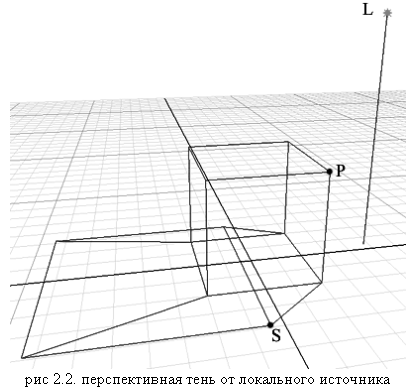 L
P
S
рис 2.2. перспективная тень от локального источника